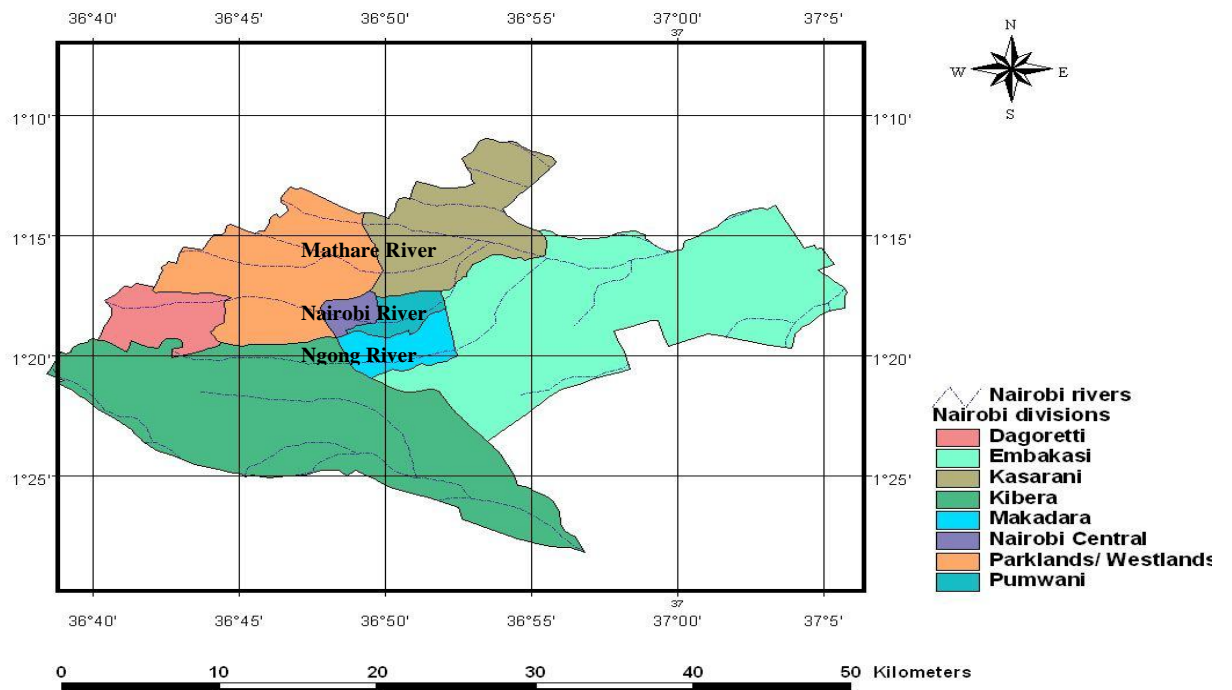 36°40' 36°45' 36°50' 36°55' 37°00' 37°5'
37
N
W E
S
1°10' 1°10'
1°15' 1°15'
Mathare River
Nairobi River
Ngong River
1°20' 1°20'
1°25' 1°25'
Nairobi rivers
Nairobi divisions
Dagoretti
Embakasi
Kasarani
Kibera
Makadara
Nairobi Central
Parklands/ Westlands
Pumwani
37
36°40' 36°45' 36°50' 36°55' 37°00' 37°5'
0 10 20 30 40 50 Kilometers